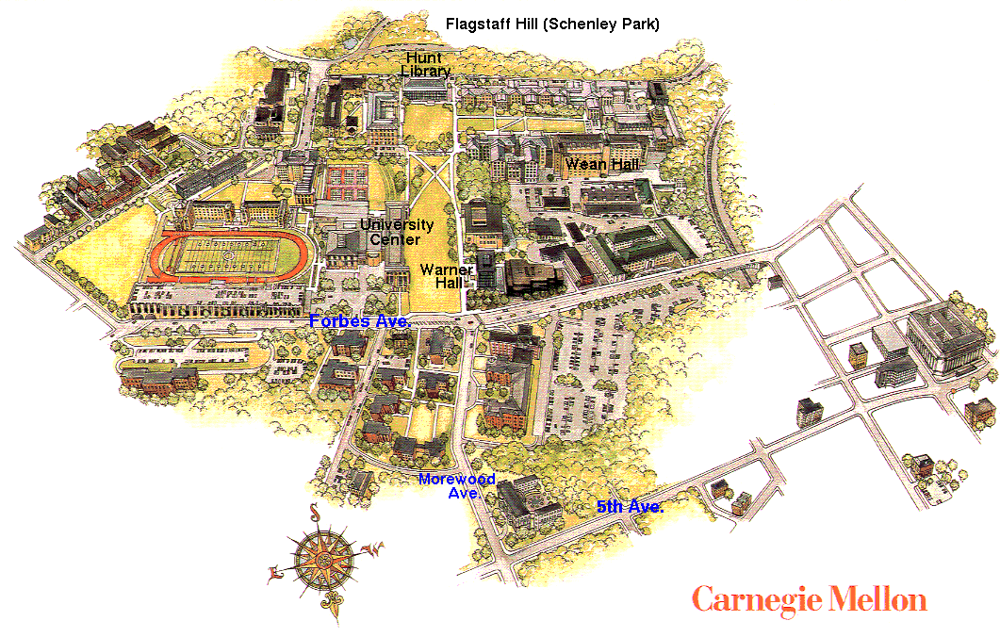 Flagstaff Hill (Schenley Park)
Hunt
Library
Wean Hall
University
Center
Warner
Hall
Forbes Ave.
Morewood
Ave.
5th Ave.
S
W
E
Carnegie Mellon